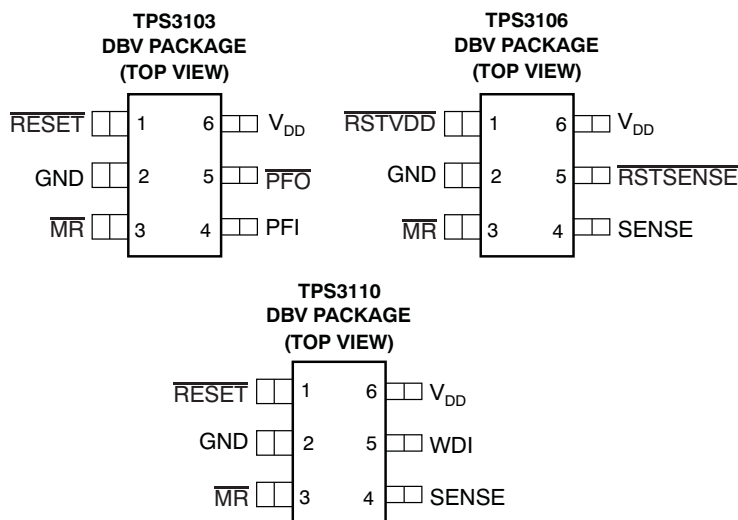 TPS3103
DBV PACKAGE
(TOP VIEW)
RESET 1 6 VDD
GND 2 5 PFO
MR 3 4 PFI
TPS3106
DBV PACKAGE
(TOP VIEW)
RSTVDD 1 6 VDD
GND 2 5 RSTSENSE
MR 3 4 SENSE
TPS3110
DBV PACKAGE
(TOP VIEW)
RESET 1 6 VDD
GND 2 5 WDI
MR 3 4 SENSE